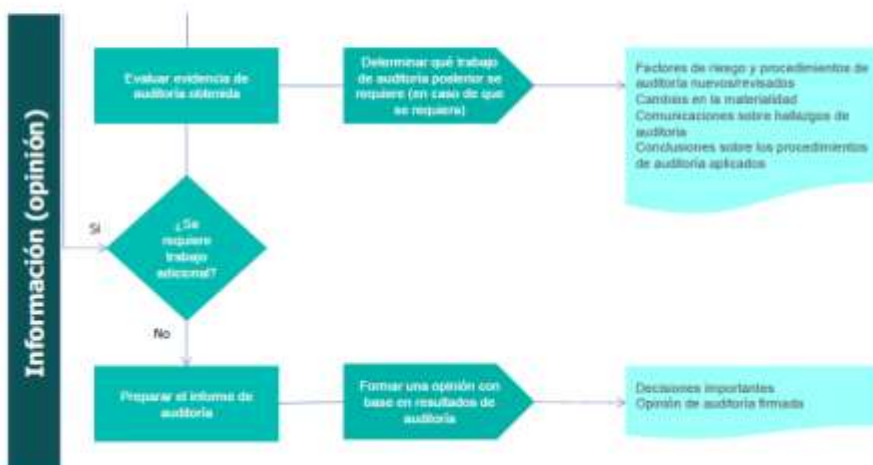 Información (opinión)
Evaluar evidencia de
auditoría obtenida
Determinar qué trabajo
de auditoría posterior se
requiere (en caso de que
se requiera)
Factores de riesgo y procedimientos de
auditoría nuevos/revisados
Cambios en la materialidad
Comunicaciones sobre hallazgos de
auditoría
Conclusiones sobre los procedimientos
de auditoría aplicados
Sí
¿Se
requiere
trabajo
adicional?
No
Preparar el informe de
auditoría
Formar una opinión con
base en resultados de
auditoría
Decisiones importantes
Opinión de auditoría firmada